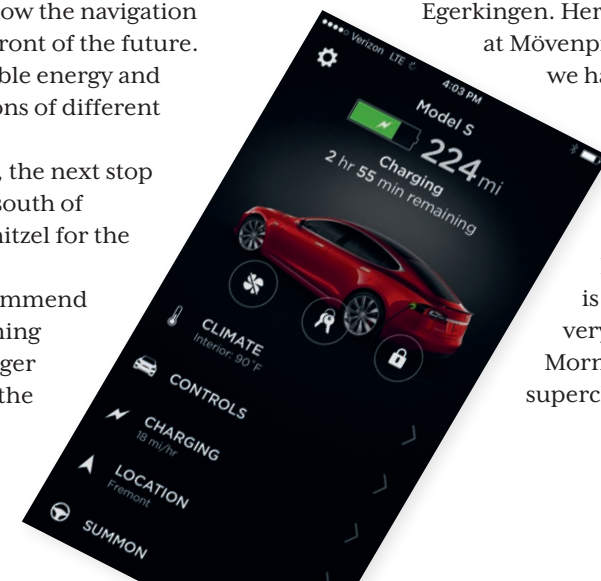 ow the navigation
ront of the future.
ble energy and
ons of different
, the next stop
south of
nitzel for the
ommend
ning
ger
the
Verizon LTE
4:03 PM
Model S
224 mi
Charging
2 hr 55 min remaining
CLIMATE
Interior: 90°F
CONTROLS
CHARGING
18 mi/hr
LOCATION
Fremont
SUMMON
Egerkingen. Her
at Mövenp
we ha
is
very
Morn
superc